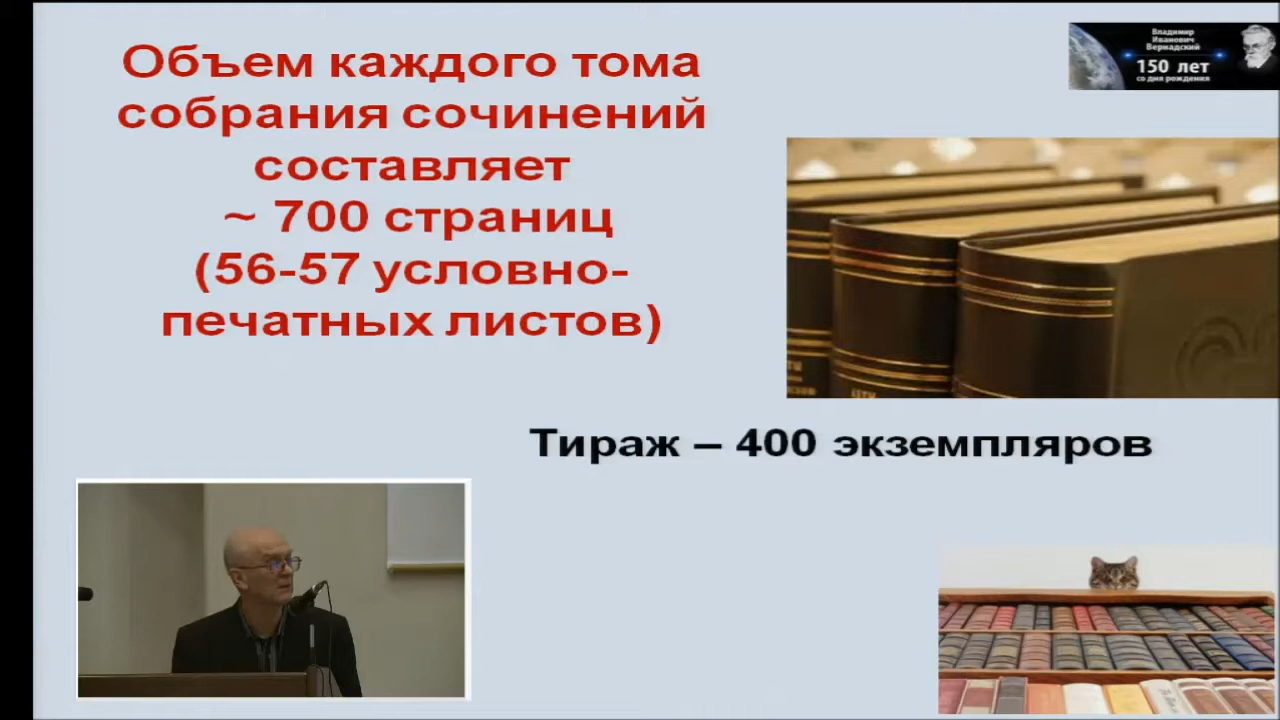 Объем каждого тома
собрания сочинений
составляет
~ 700 страниц
(56-57 условно-
печатных листов)
Владимир
Иванович
Вернадский
150 лет
со дня рождения
Тираж – 400 экземпляров